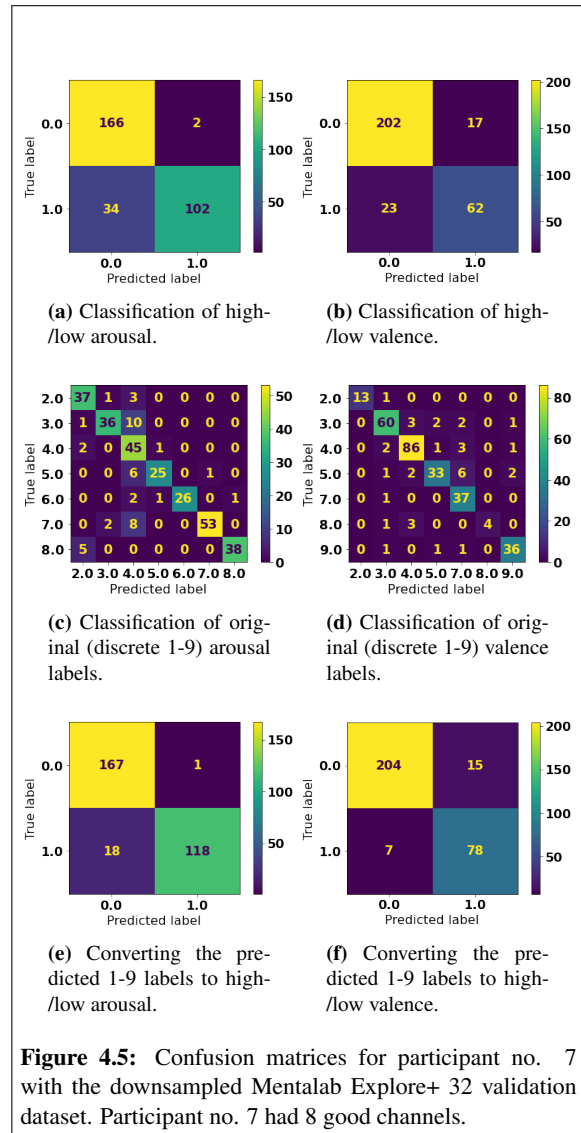 0.0 166 2 150
True label 100
1.0 34 102 50
0.0 1.0
Predicted label
(a) Classification of high-
/low arousal.
200
0.0 202 17 150
True label 100
1.0 23 62 50
0.0 1.0
Predicted label
(b) Classification of high-
/low valence.
2.0 37 1 3 0 0 0 0 50
3.0 1 36 10 0 0 0 0 40
4.0 2 0 45 1 0 0 0 30
True label 5.0 0 0 6 25 0 1 0
6.0 0 0 2 1 26 0 1 20
7.0 0 2 8 0 0 53 0 10
8.0 5 0 0 0 0 0 38 0
2.0 3.0 4.0 5.0 6.0 7.0 8.0
Predicted label
(c) Classification of orig-
inal (discrete 1-9) arousal
labels.
2.0 13 1 0 0 0 0 0 80
3.0 0 60 3 2 2 0 1
4.0 0 2 86 1 3 0 1 60
True label 5.0 0 1 2 33 6 0 2 40
7.0 0 0 0 0 37 0 0
8.0 0 1 3 0 0 4 0 20
9.0 0 1 0 1 1 0 36 0
2.0 3.0 4.0 5.0 7.0 8.0 9.0
Predicted label
(d) Classification of orig-
inal (discrete 1-9) valence
labels.
0.0 167 1 150
True label 100
1.0 18 118 50
0.0 1.0
Predicted label
(e) Converting the pre-
dicted 1-9 labels to high-
/low arousal.
200
0.0 204 15 150
True label 100
1.0 7 78 50
0.0 1.0
Predicted label
(f) Converting the pre-
dicted 1-9 labels to high-
/low valence.
Figure 4.5: Confusion matrices for participant no. 7
with the downsampled Mentalab Explore+ 32 validation
dataset. Participant no. 7 had 8 good channels.